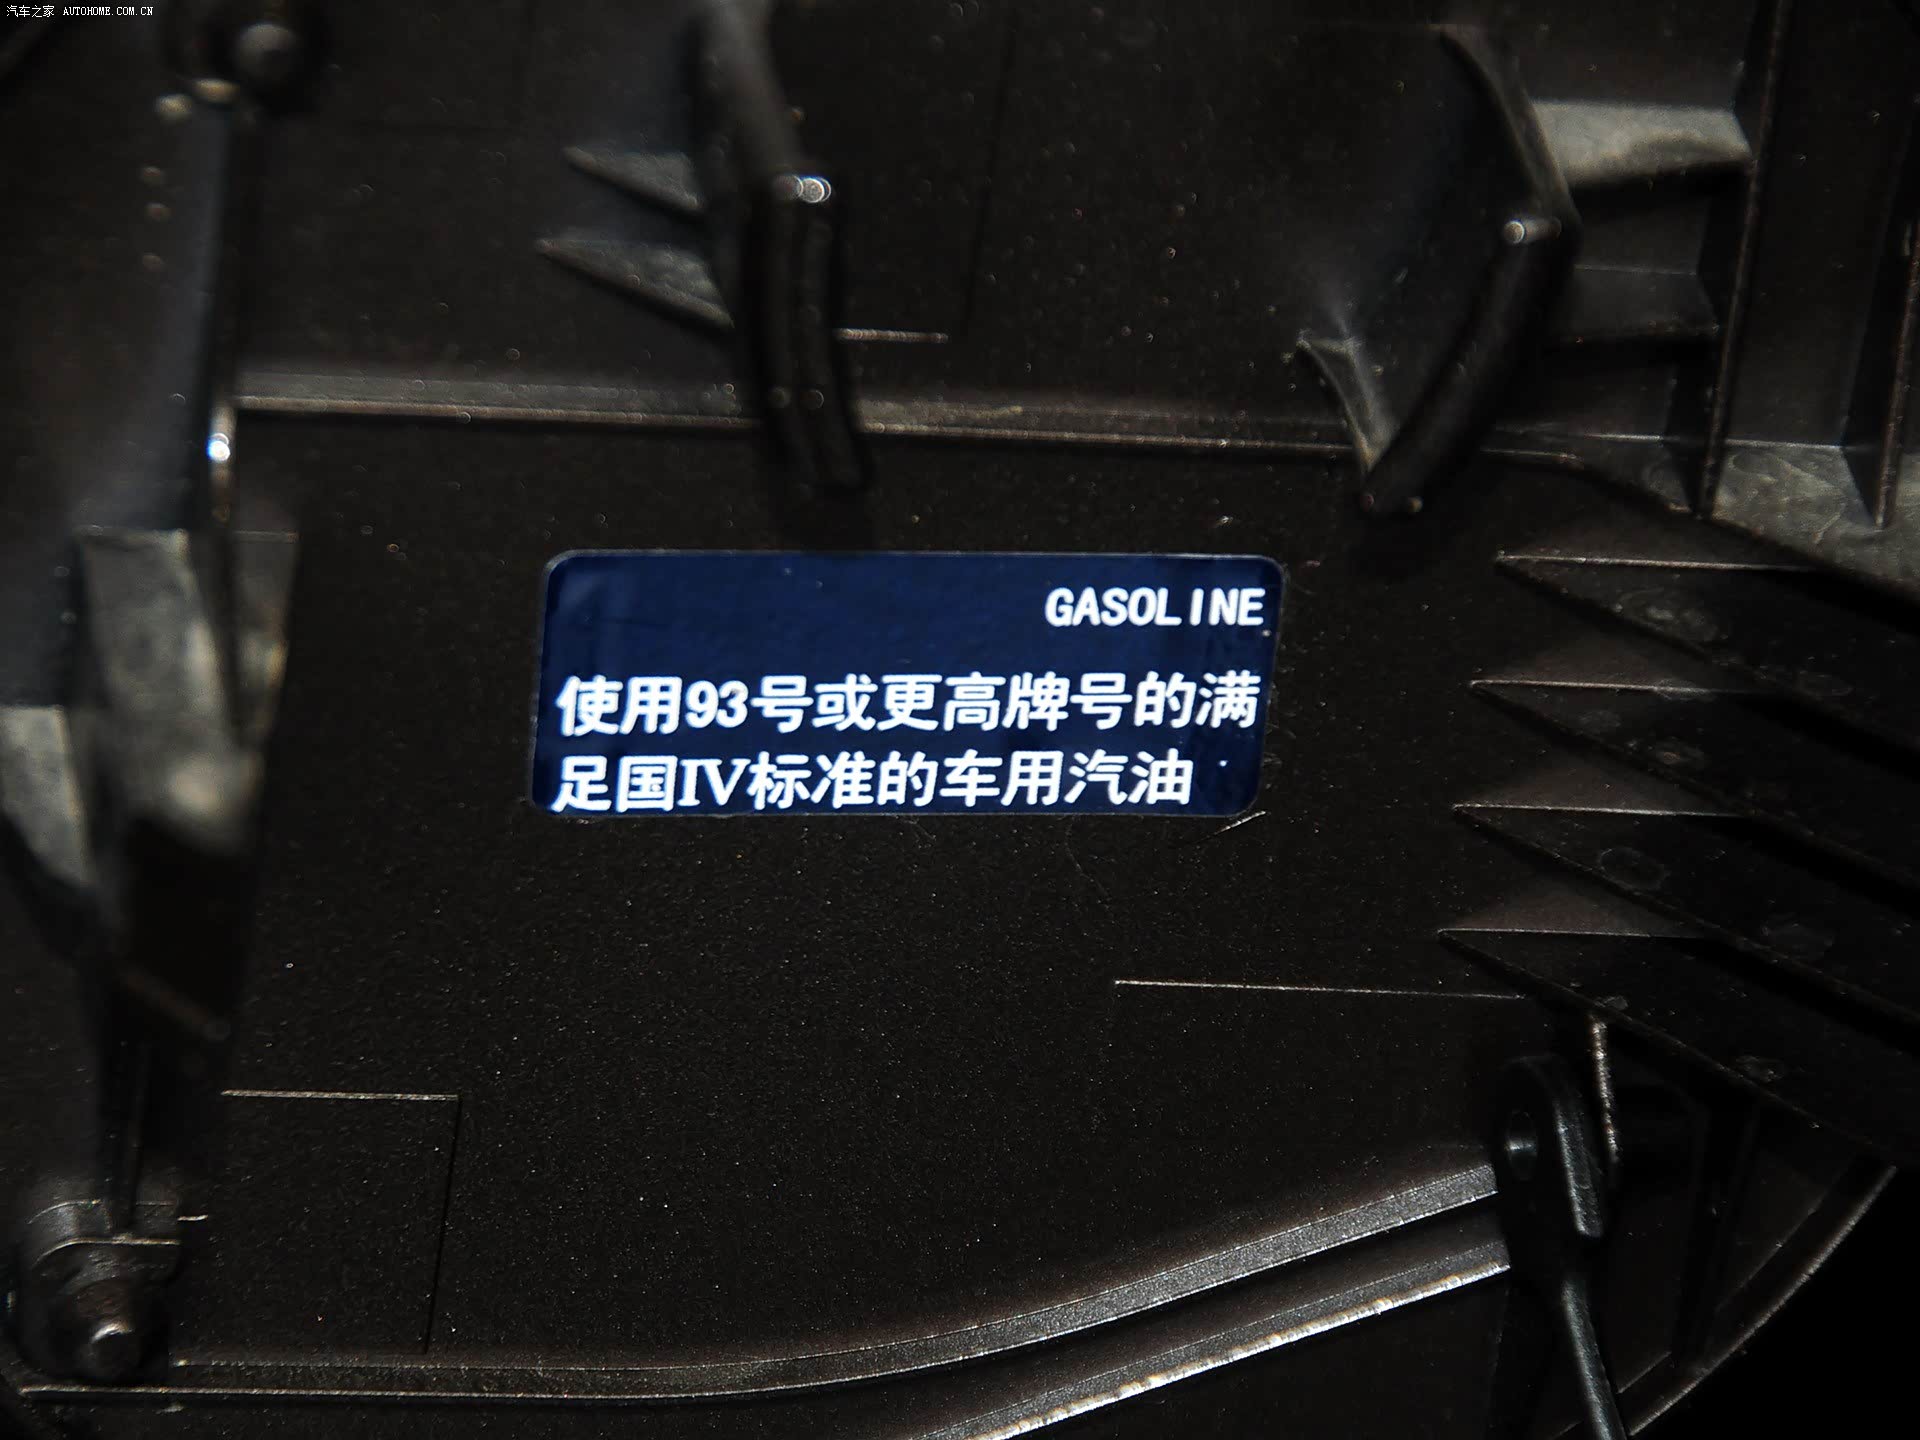 汽车之家 AUTOHOME.COM.CN
GASOLINE
使用93号或更高牌号的满
足国IV标准的车用汽油